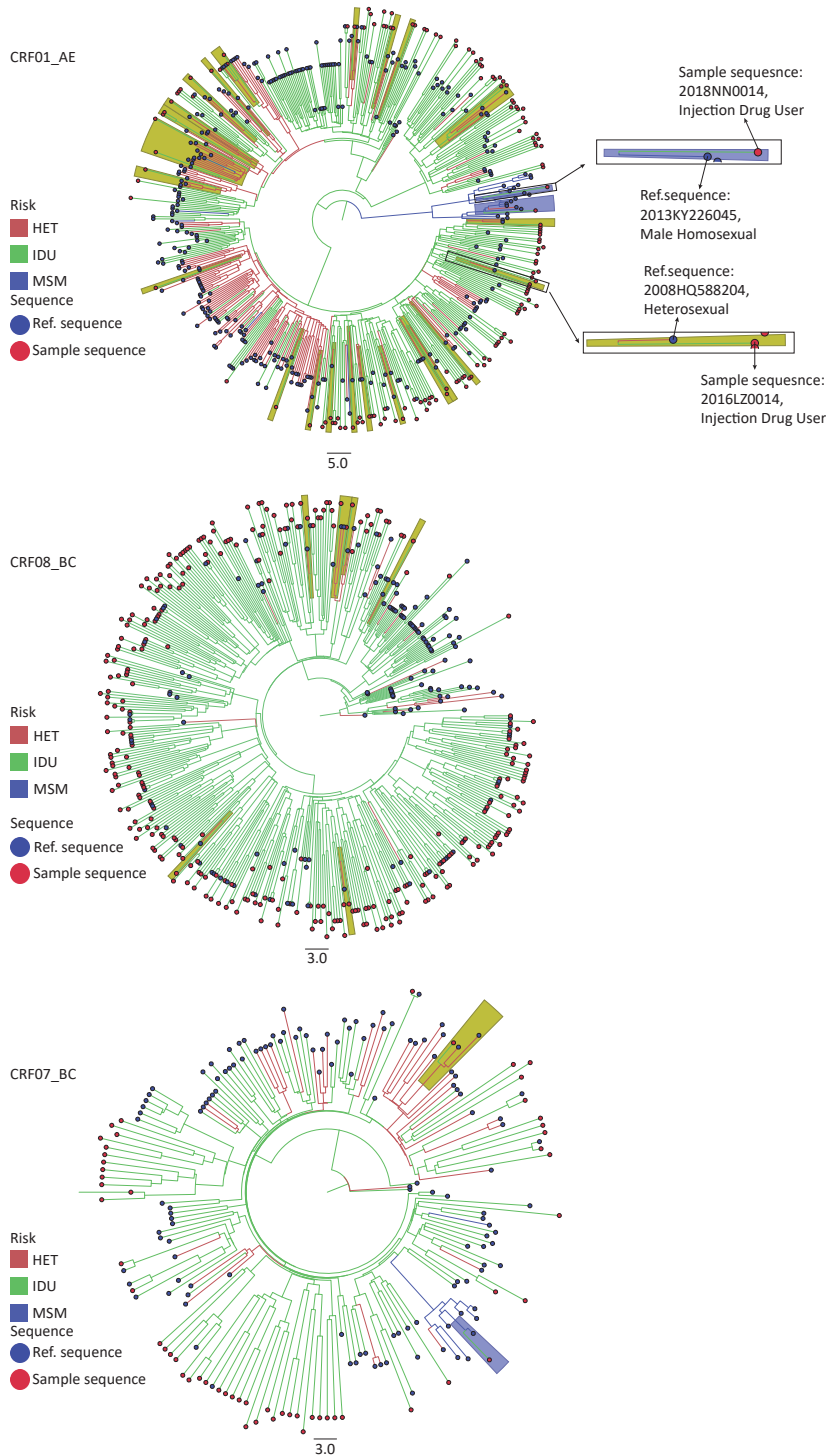 CRF01_AE
Sample sequesnce:
2018NN0014,
Injection Drug User
Ref.sequence:
2013KY226045,
Male Homosexual
Ref.sequence:
2008HQ588204,
Heterosexual
Sample sequesnce:
2016LZ0014,
Injection Drug User
Risk
HET
IDU
MSM
Sequence
Ref. sequence
Sample sequence
5.0
CRF08_BC
Risk
HET
IDU
MSM
Sequence
Ref. sequence
Sample sequence
3.0
CRF07_BC
Risk
HET
IDU
MSM
Sequence
Ref. sequence
Sample sequence
3.0